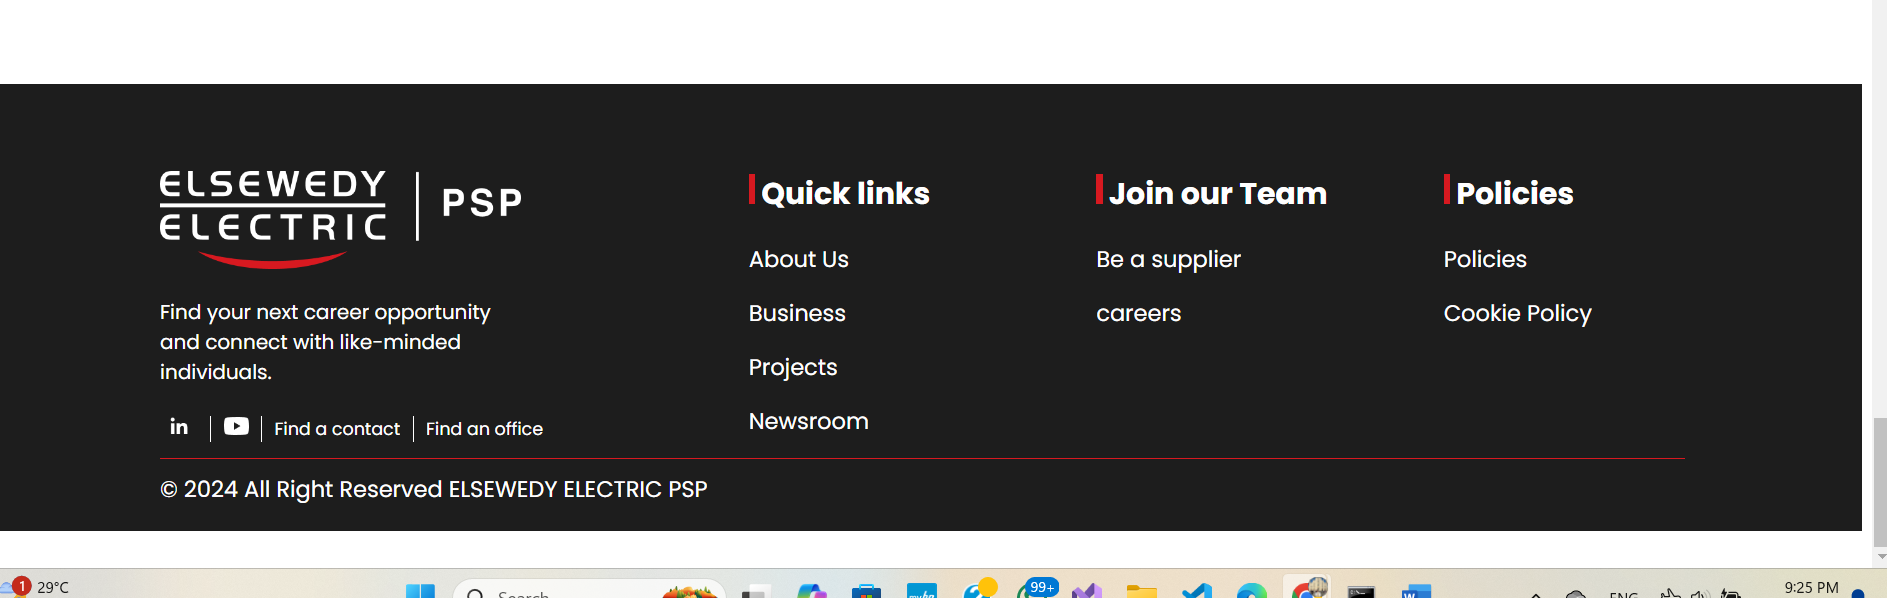 ELSEWEDY
ELECTRIC
PSP
Find your next career opportunity
and connect with like-minded
individuals.
in
Find a contact
Find an office
Quick links
About Us
Business
Projects
Newsroom
Join our Team
Be a supplier
careers
Policies
Policies
Cookie Policy
© 2024 All Right Reserved ELSEWEDY ELECTRIC PSP
1
29°C
Search
99+
W
ENG
9:25 PM